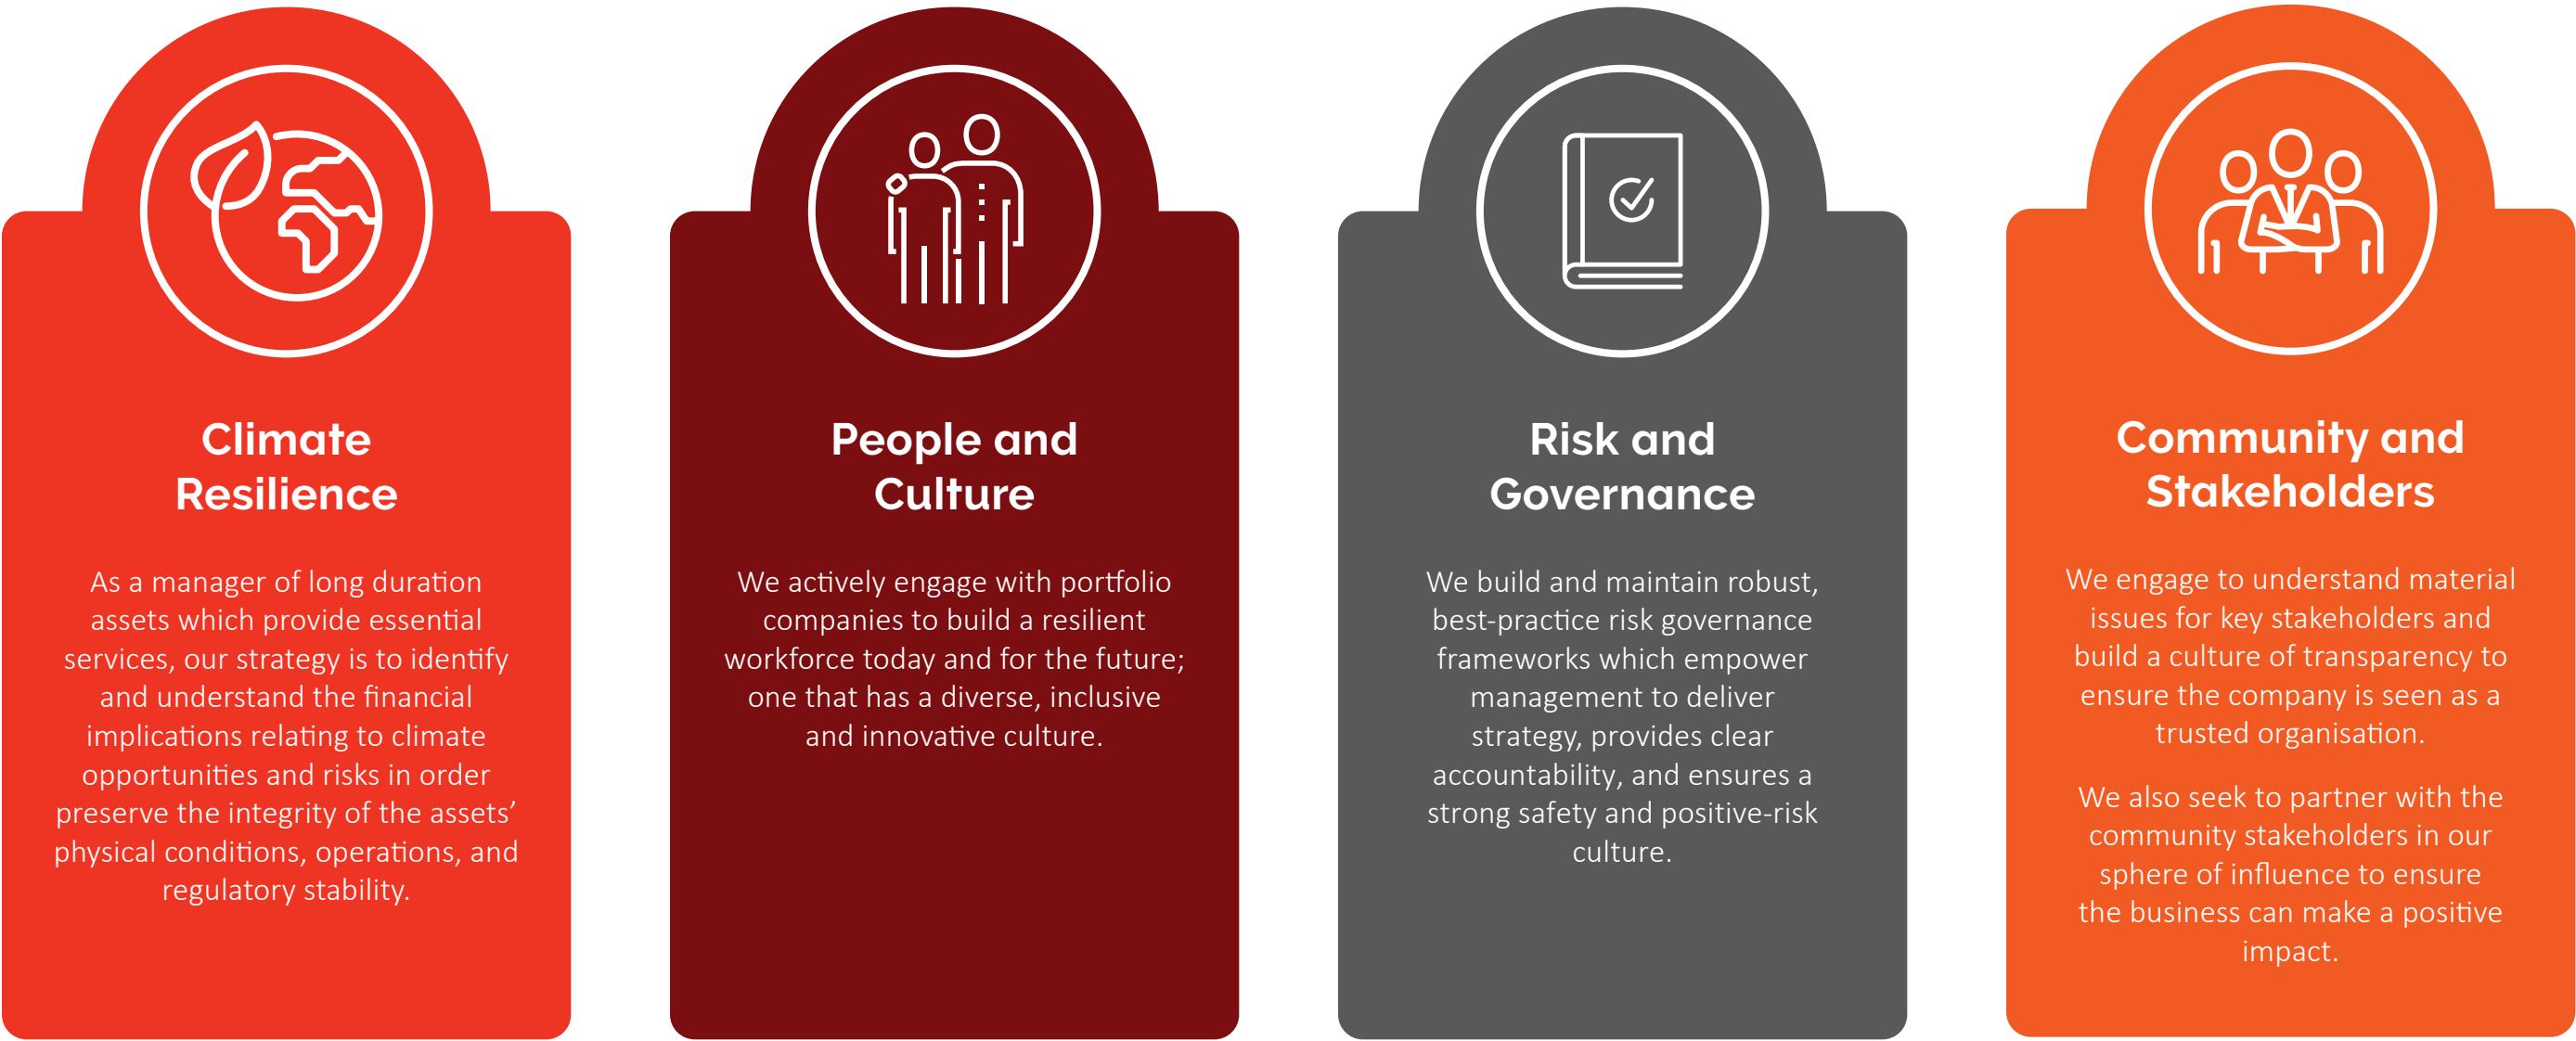 Climate
Resilience
As a manager of long duration
assets which provide essential
services, our strategy is to identify
and understand the financial
implications relating to climate
opportunities and risks in order
preserve the integrity of the assets’
physical conditions, operations, and
regulatory stability.
People and
Culture
We actively engage with portfolio
companies to build a resilient
workforce today and for the future;
one that has a diverse, inclusive
and innovative culture.
Risk and
Governance
We build and maintain robust,
best-practice risk governance
frameworks which empower
management to deliver
strategy, provides clear
accountability, and ensures a
strong safety and positive-risk
culture.
Community and
Stakeholders
We engage to understand material
issues for key stakeholders and
build a culture of transparency to
ensure the company is seen as a
trusted organisation.
We also seek to partner with the
community stakeholders in our
sphere of influence to ensure
the business can make a positive
impact.